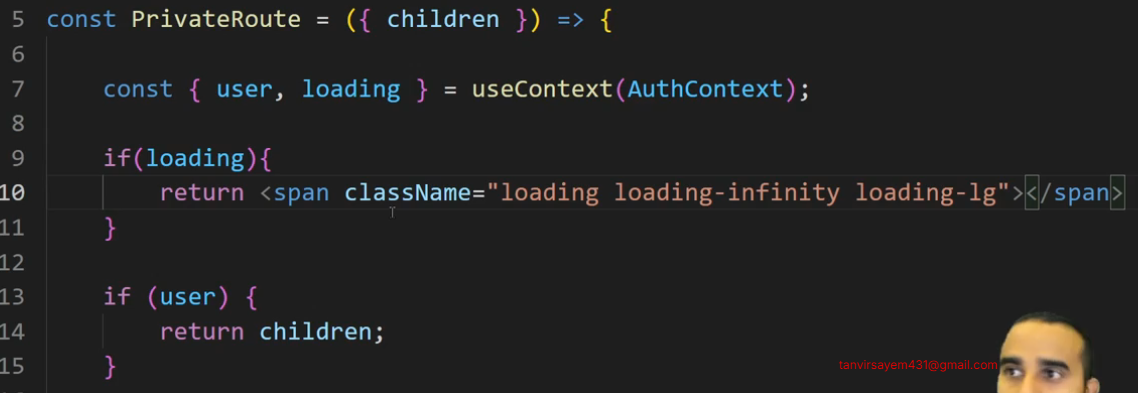 5 const PrivateRoute = ({ children }) => {
6
7 const { user, loading } = useContext(AuthContext);
8
9 if(loading){
10 return <span className="loading loading-infinity loading-lg"></span>
11 }
12
13 if (user) {
14 return children;
15 }
tanvirsayem431@gmail.com